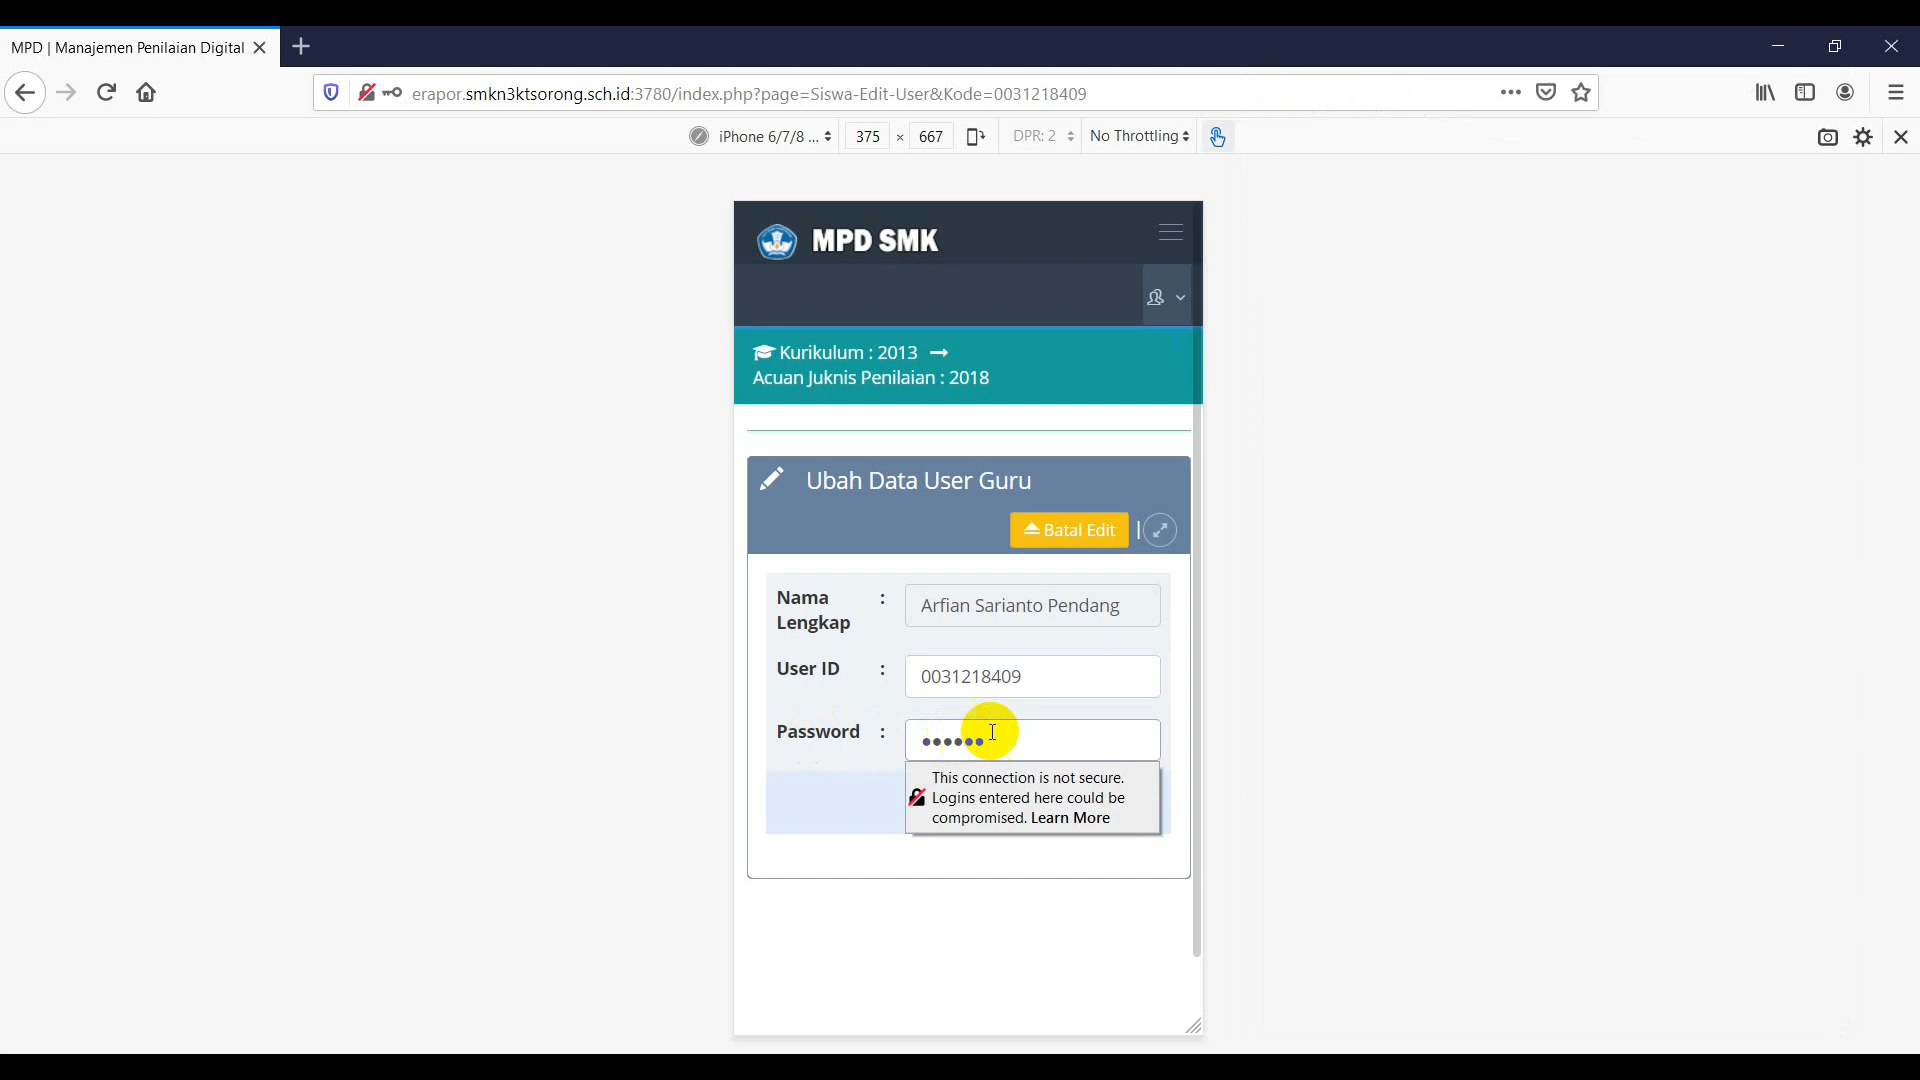 MPD | Manajemen Penilaian Digital
erapor.smkn3ktsorong.sch.id:3780/index.php?page=Siswa-Edit-User&Kode=0031218409
iPhone 6/7/8 ... 375 × 667 DPR: 2 No Throttling
MPD SMK
Kurikulum : 2013
Acuan Juknis Penilaian : 2018
Ubah Data User Guru
Batal Edit |
Nama Lengkap : Arfian Sarianto Pendang
User ID : 0031218409
Password : ••••••
This connection is not secure.
Logins entered here could be
compromised. Learn More